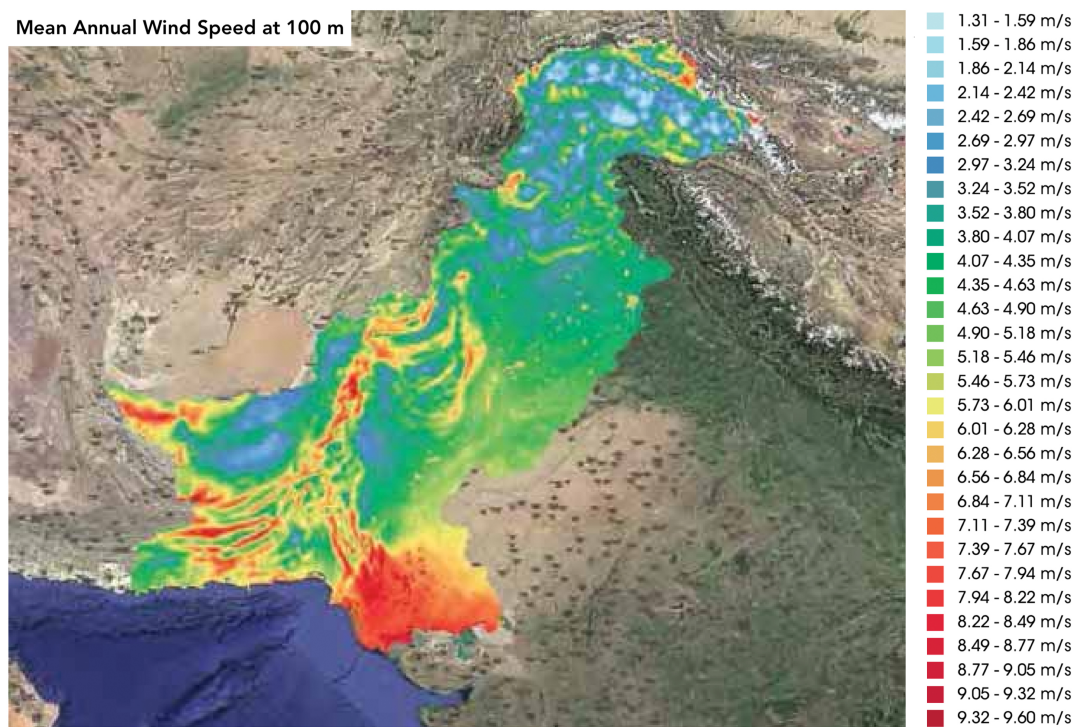 Mean Annual Wind Speed at 100 m
1.31 - 1.59 m/s
1.59 - 1.86 m/s
1.86 - 2.14 m/s
2.14 - 2.42 m/s
2.42 - 2.69 m/s
2.69 - 2.97 m/s
2.97 - 3.24 m/s
3.24 - 3.52 m/s
3.52 - 3.80 m/s
3.80 - 4.07 m/s
4.07 - 4.35 m/s
4.35 - 4.63 m/s
4.63 - 4.90 m/s
4.90 - 5.18 m/s
5.18 - 5.46 m/s
5.46 - 5.73 m/s
5.73 - 6.01 m/s
6.01 - 6.28 m/s
6.28 - 6.56 m/s
6.56 - 6.84 m/s
6.84 - 7.11 m/s
7.11 - 7.39 m/s
7.39 - 7.67 m/s
7.67 - 7.94 m/s
7.94 - 8.22 m/s
8.22 - 8.49 m/s
8.49 - 8.77 m/s
8.77 - 9.05 m/s
9.05 - 9.32 m/s
9.32 - 9.60 m/s